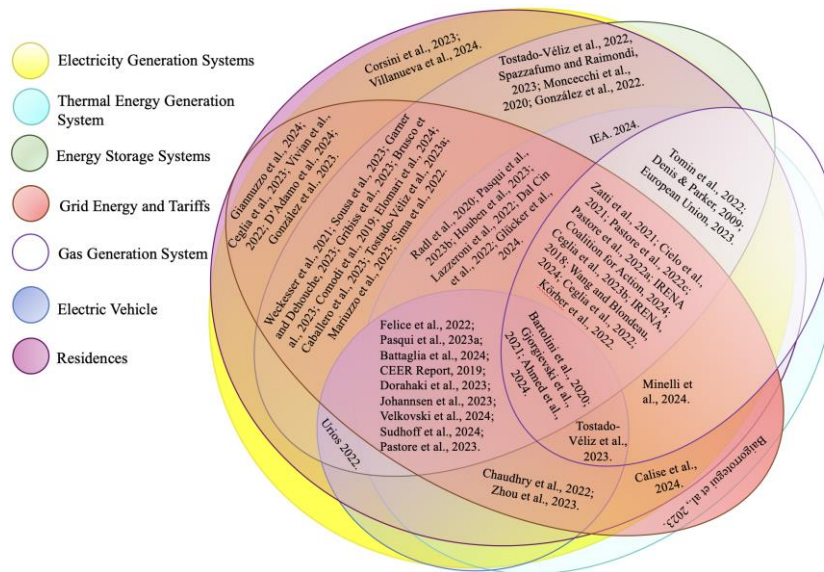 Electricity Generation Systems
Thermal Energy Generation
System
Energy Storage Systems
Grid Energy and Tariffs
Gas Generation System
Electric Vehicle
Residences
Corsini et al., 2023;
Villanueva et al., 2024.
Tostado-Véliz et al., 2022,
Spazzafumo and Raimondi,
2023; Moncecchi et al.,
2020; González et al., 2022.
IEA. 2024.
Tomin et al., 2022;
Denis & Parker, 2009;
European Union, 2023.
Giannuzzo et al., 2024;
Ceglia et al., 2023; Vivian et al.,
2022; D'Adamo et al., 2024;
González et al., 2023.
Weckesser et al., 2021; Sousa et al., 2023; Garner
and Dehouche, 2023; Gribiss et al., 2023; Brusco et
al., 2023; Comodi et al., 2019; Elomari et al., 2024;
Caballero et al., 2023; Tostado-Véliz et al., 2023a;
Mariuzzo et al., 2023; Sima et al., 2022.
Radl et al., 2020; Pasqui et al.,
2023b; Houben et al., 2023;
Lazzeroni et al., 2022; Dal Cin
et al., 2022; Glücker et al.,
2024.
Zatti et al., 2021; Cielo et al.,
2021; Pastore et al., 2022c;
Pastore et al., 2022a; IRENA
Coalition for Action, 2024;
Ceglia et al., 2023b; IRENA,
2018; Wang and Blondeau,
2024; Ceglia et al., 2022;
Körber et al., 2022.
Felice et al., 2022;
Pasqui et al., 2023a;
Battaglia et al., 2024;
CEER Report, 2019;
Dorahaki et al., 2023;
Johannsen et al., 2023;
Velkovski et al., 2024;
Sudhoff et al., 2024;
Pastore et al., 2023.
Bartolini et al., 2020;
Gjorgievski et al.,
2021; Ahmed et al.,
2024.
Minelli et
al., 2024.
Tostado-
Véliz et al.,
2023.
Urios 2022.
Chaudhry et al., 2022;
Zhou et al., 2023.
Calise et al.,
2024.
Baigorrotegui et al., 2023.